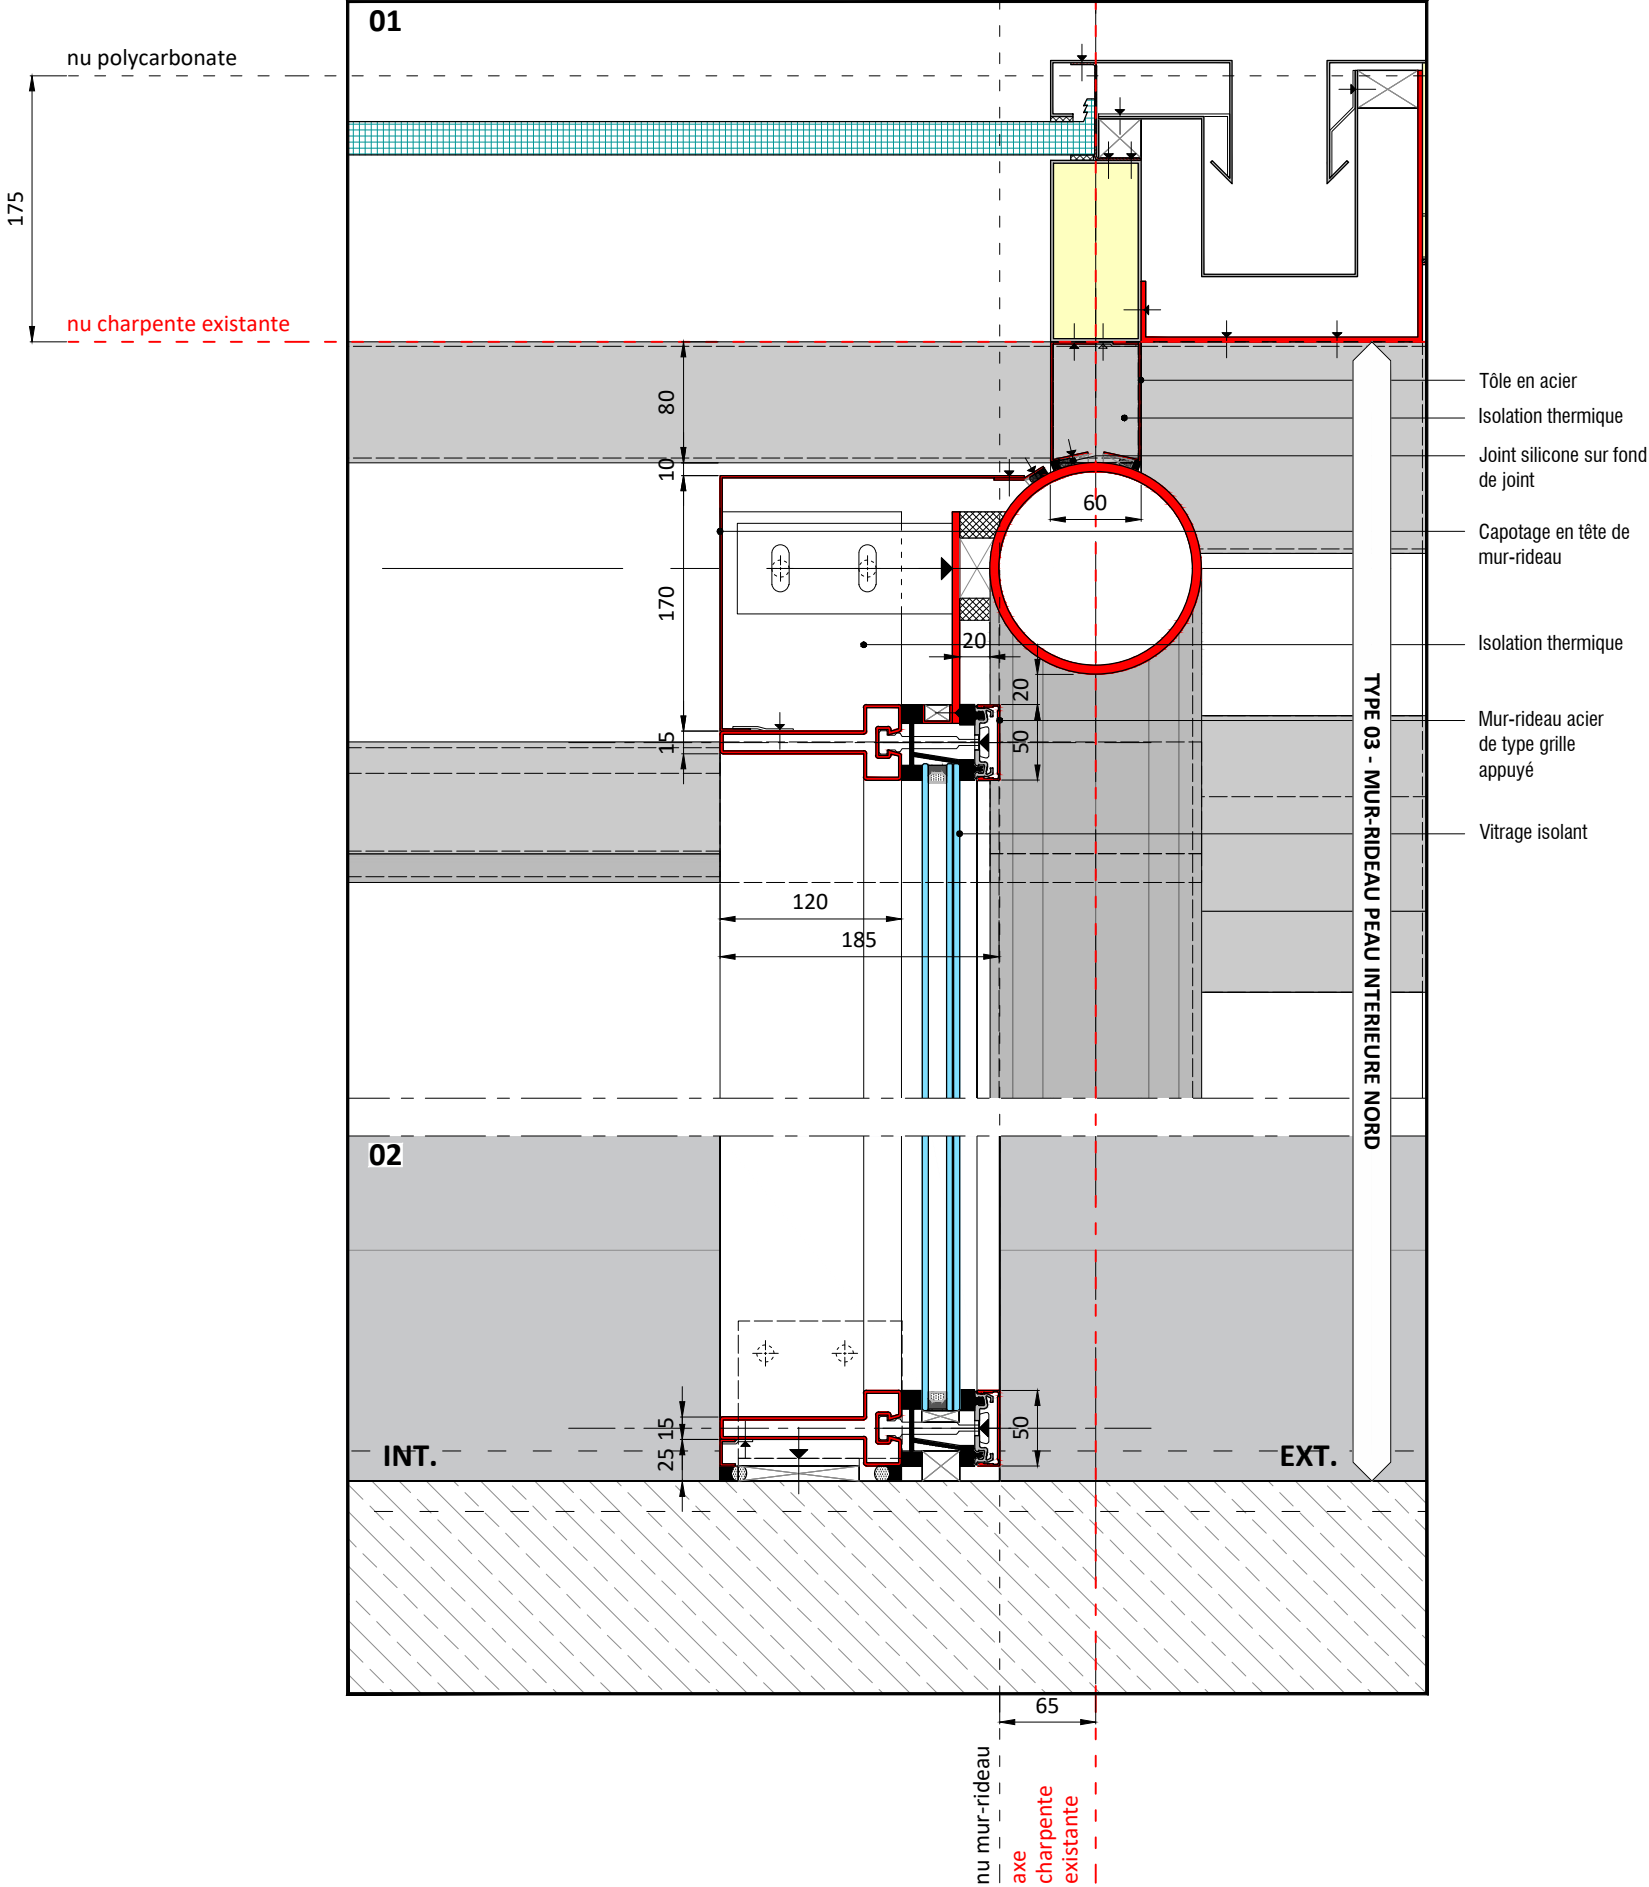 01
nu polycarbonate
175
nu charpente existante
80
10
60
170
20
20
15
50
120
185
Tôle en acier
Isolation thermique
Joint silicone sur fond
de joint
Capotage en tête de
mur-rideau
Isolation thermique
Mur-rideau acier
de type grille
appuyé
Vitrage isolant
TYPE 03 - MUR-RIDEAU PEAU INTERIEURE NORD
02
15
25
50
INT.
EXT.
65
nu mur-rideau
axe
charpente
existante